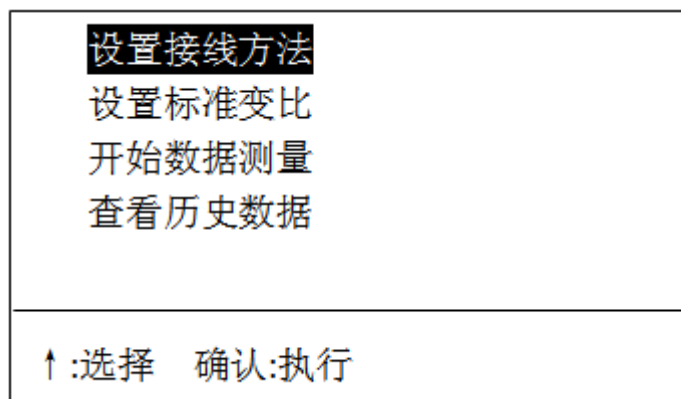 设置接线方法
设置标准变比
开始数据测量
查看历史数据
↑:选择 确认:执行